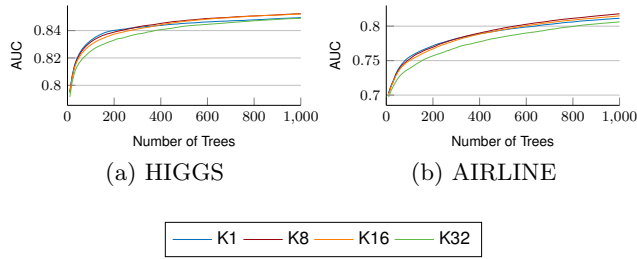 0.84
0.82
0.8
AUC
0 200 400 600 800 1,000
Number of Trees
(a) HIGGS
0.8
0.75
0.7
AUC
0 200 400 600 800 1,000
Number of Trees
(b) AIRLINE
K1 K8 K16 K32